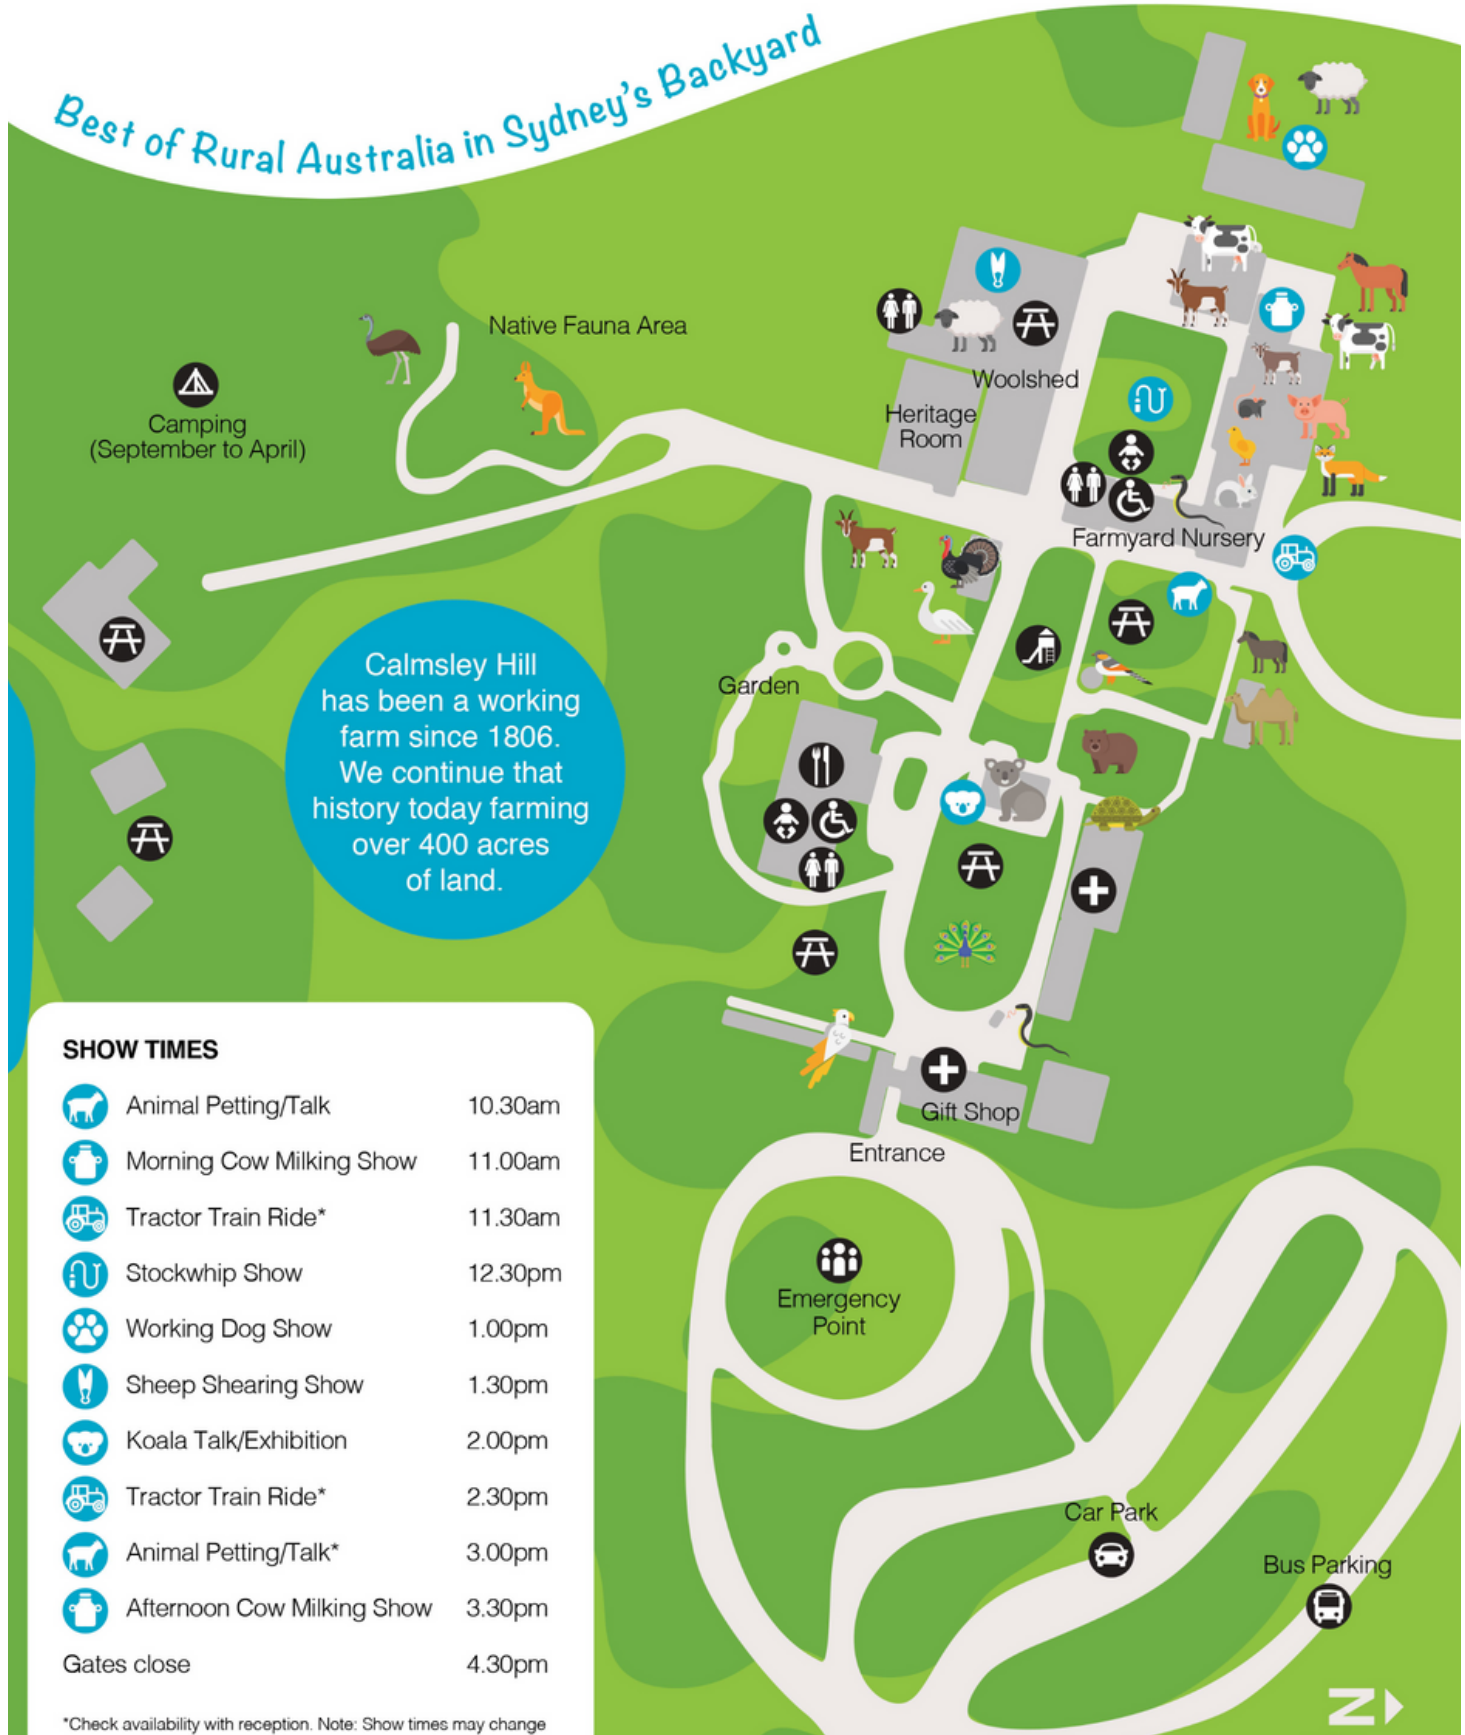 Best of Rural Australia in Sydney's Backyard
Native Fauna Area
Camping
(September to April)
Woolshed
Heritage
Room
Farmyard Nursery
Garden
Calmsley Hill
has been a working
farm since 1806.
We continue that
history today farming
over 400 acres
of land.
Gift Shop
Entrance
Emergency
Point
Car Park
Bus Parking
N
SHOW TIMES
Animal Petting/Talk 10.30am
Morning Cow Milking Show 11.00am
Tractor Train Ride* 11.30am
Stockwhip Show 12.30pm
Working Dog Show 1.00pm
Sheep Shearing Show 1.30pm
Koala Talk/Exhibition 2.00pm
Tractor Train Ride* 2.30pm
Animal Petting/Talk* 3.00pm
Afternoon Cow Milking Show 3.30pm
Gates close 4.30pm
*Check availability with reception. Note: Show times may change